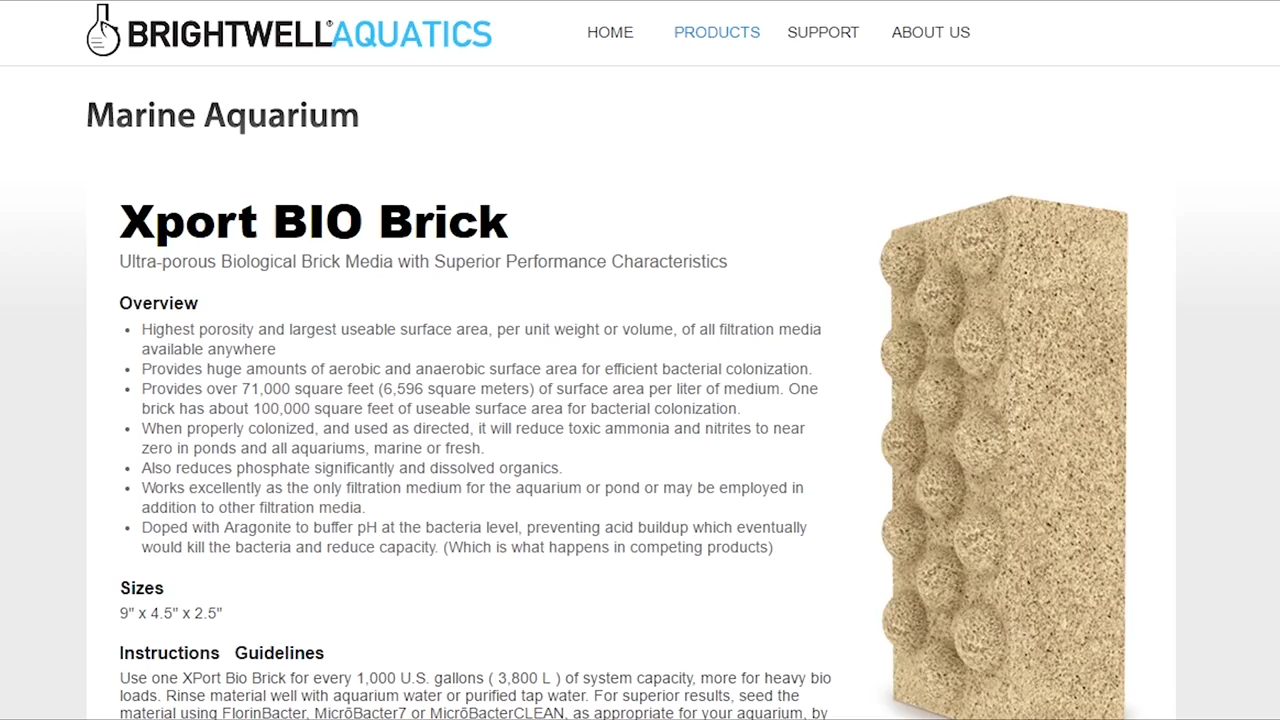 BRIGHTWELL®AQUATICS
HOME PRODUCTS SUPPORT ABOUT US
Marine Aquarium
Xport BIO Brick
Ultra-porous Biological Brick Media with Superior Performance Characteristics
Overview
• Highest porosity and largest useable surface area, per unit weight or volume, of all filtration media
available anywhere
• Provides huge amounts of aerobic and anaerobic surface area for efficient bacterial colonization.
• Provides over 71,000 square feet (6,596 square meters) of surface area per liter of medium. One
brick has about 100,000 square feet of useable surface area for bacterial colonization.
• When properly colonized, and used as directed, it will reduce toxic ammonia and nitrites to near
zero in ponds and all aquariums, marine or fresh.
• Also reduces phosphate significantly and dissolved organics.
• Works excellently as the only filtration medium for the aquarium or pond or may be employed in
addition to other filtration media.
• Doped with Aragonite to buffer pH at the bacteria level, preventing acid buildup which eventually
would kill the bacteria and reduce capacity. (Which is what happens in competing products)
Sizes
9" x 4.5" x 2.5"
Instructions Guidelines
Use one XPort Bio Brick for every 1,000 U.S. gallons ( 3,800 L ) of system capacity, more for heavy bio
loads. Rinse material well with aquarium water or purified tap water. For superior results, seed the
material using FlorinBacter, MicrōBacter7 or MicrōBacterCLEAN, as appropriate for your aquarium, by